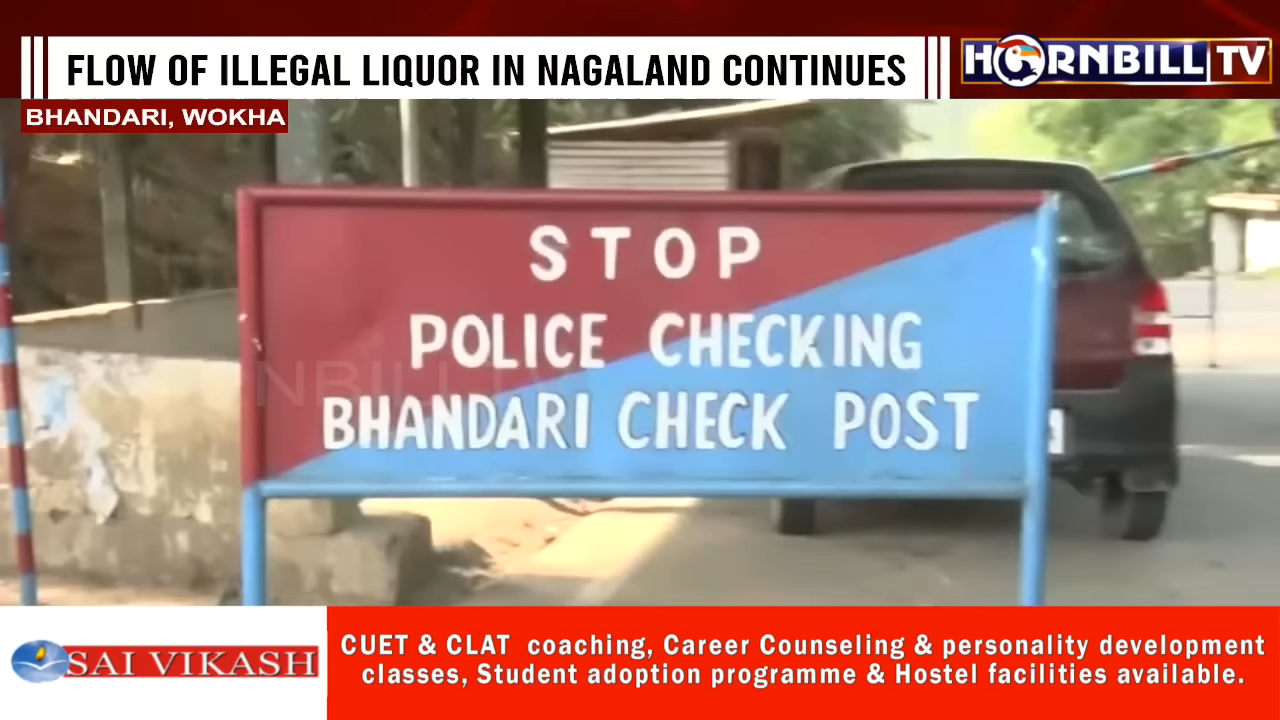 FLOW OF ILLEGAL LIQUOR IN NAGALAND CONTINUES
HORNBILL TV
BHANDARI, WOKHA
STOP
POLICE CHECKING
BHANDARI CHECK POST
SAI VIKASH
CUET & CLAT coaching, Career Counseling & personality development
classes, Student adoption programme & Hostel facilities available.